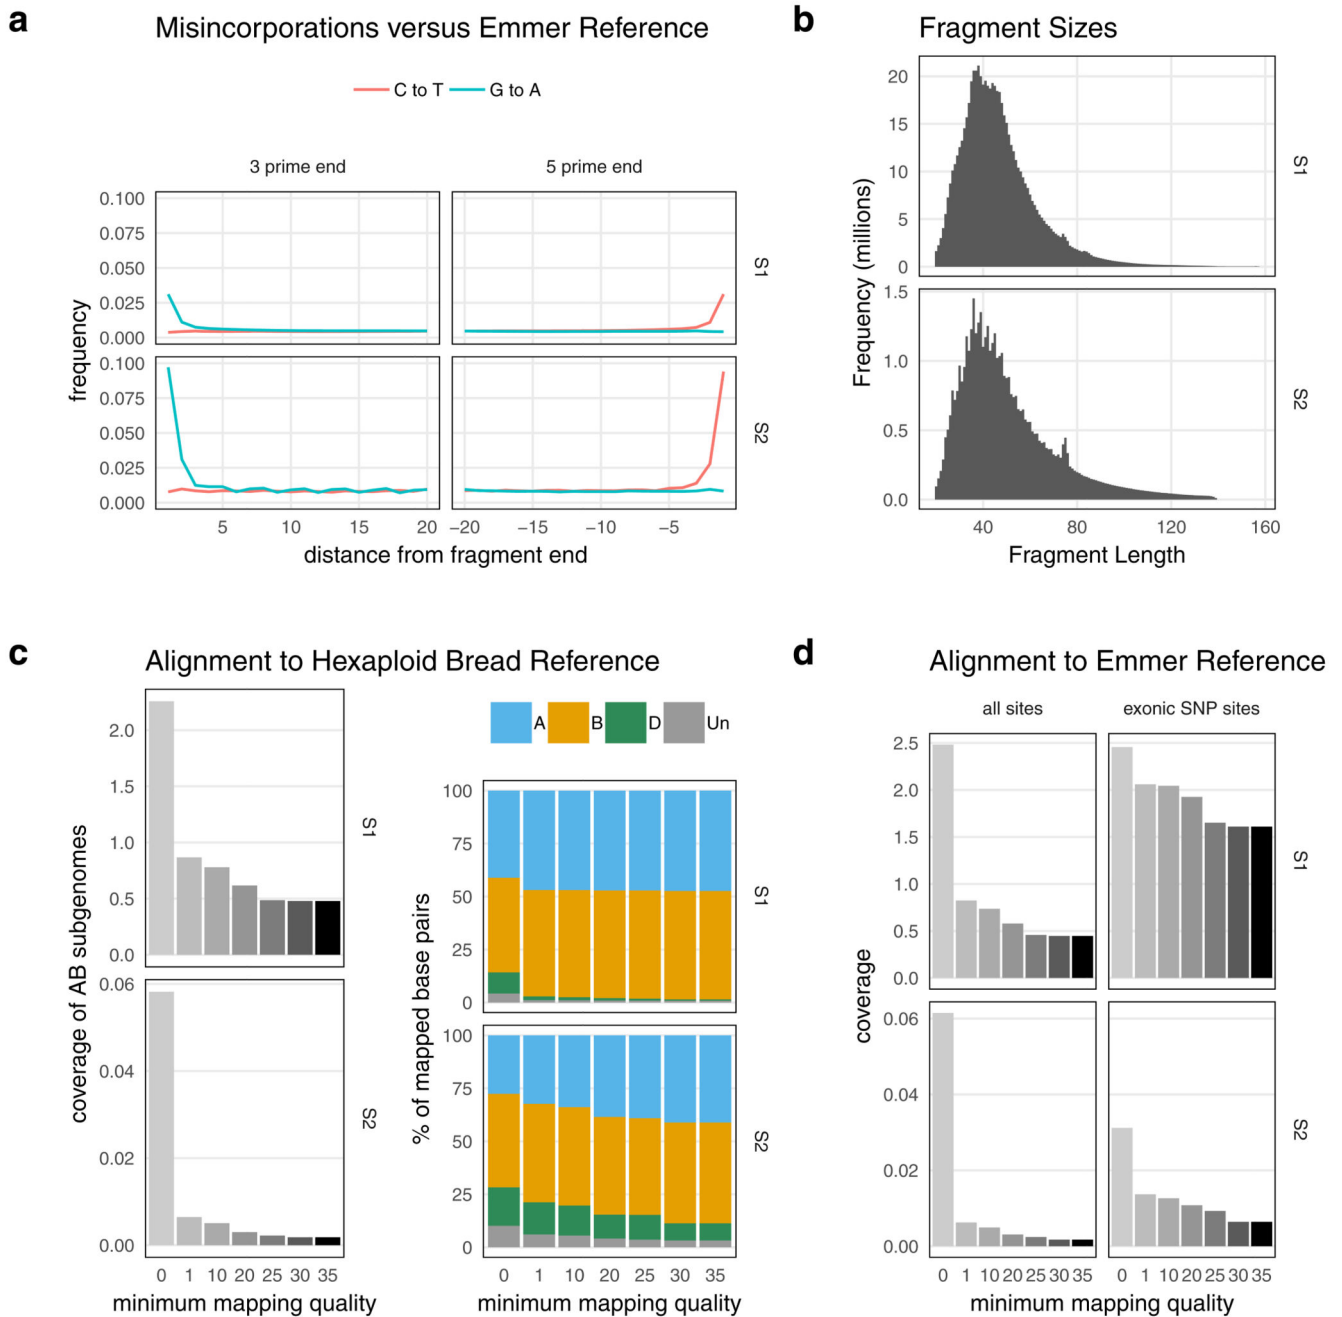 a
Misincorporations versus Emmer Reference
C to T
G to A
3 prime end
5 prime end
0.100
0.075
0.050
0.025
0.000
S1
0.100
0.075
0.050
0.025
0.000
S2
frequency
5 10 15 20
−20 −15 −10 −5
distance from fragment end
b
Fragment Sizes
20
15
10
5
0
S1
1.5
1.0
0.5
0.0
S2
Frequency (millions)
40 80 120 160
Fragment Length
c
Alignment to Hexaploid Bread Reference
2.0
1.5
1.0
0.5
0.0
S1
0.06
0.04
0.02
0.00
S2
coverage of AB subgenomes
0 1 10 20 25 30 35
minimum mapping quality
A B D Un
100
75
50
25
0
S1
100
75
50
25
0
S2
% of mapped base pairs
0 1 10 20 25 30 35
minimum mapping quality
d
Alignment to Emmer Reference
all sites
exonic SNP sites
2.5
2.0
1.5
1.0
0.5
0.0
S1
0.06
0.04
0.02
0.00
S2
coverage
0 1 10 20 25 30 35
0 1 10 20 25 30 35
minimum mapping quality